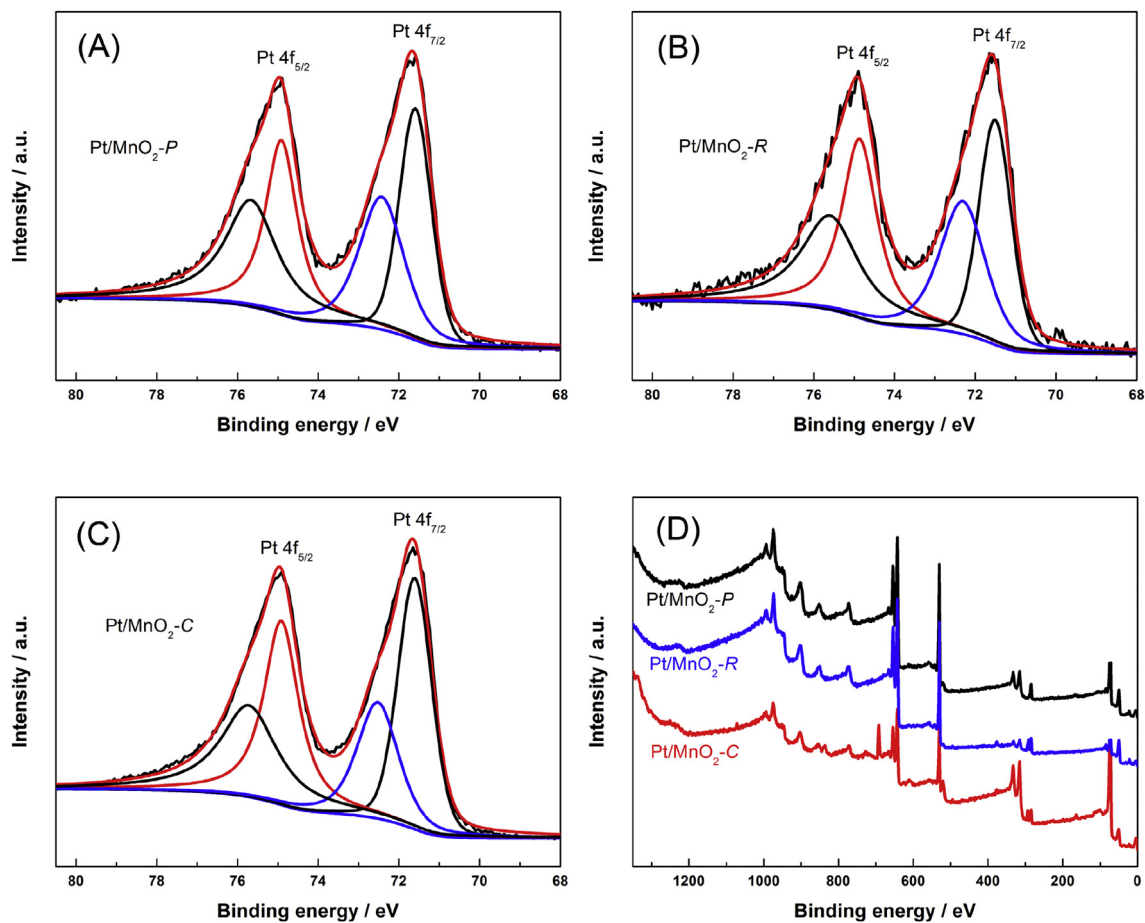 (A)
Pt 4f5/2
Pt 4f7/2
Pt/MnO2-P
Intensity / a.u.
80 78 76 74 72 70 68
Binding energy / eV
(B)
Pt 4f5/2
Pt 4f7/2
Pt/MnO2-R
Intensity / a.u.
80 78 76 74 72 70 68
Binding energy / eV
(C)
Pt 4f5/2
Pt 4f7/2
Pt/MnO2-C
Intensity / a.u.
80 78 76 74 72 70 68
Binding energy / eV
(D)
Pt/MnO2-P
Pt/MnO2-R
Pt/MnO2-C
Intensity / a.u.
1200 1000 800 600 400 200 0
Binding energy / eV